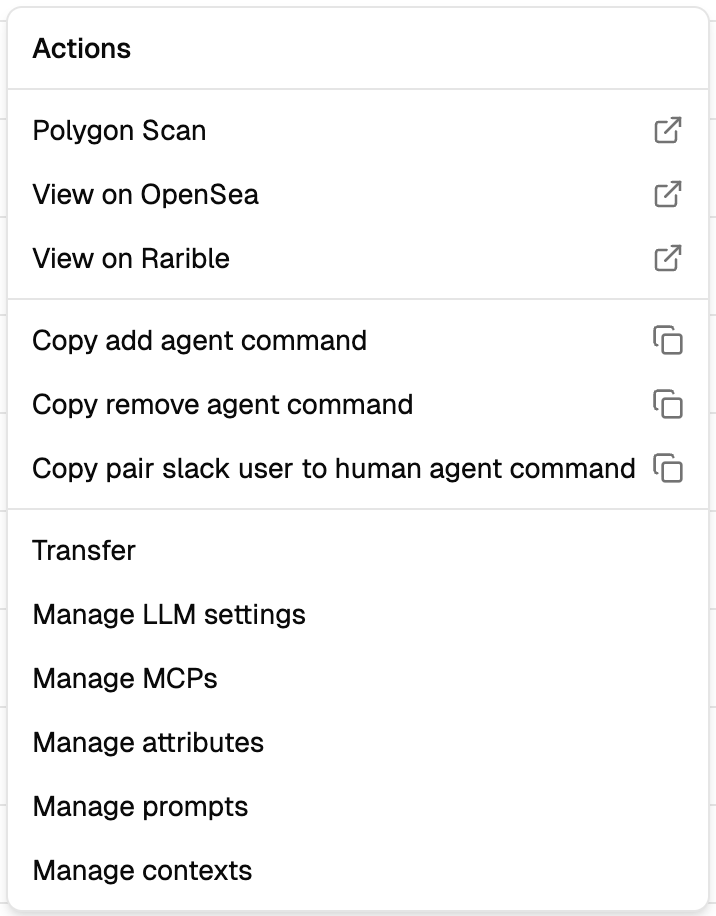 Actions
Polygon Scan
View on OpenSea
View on Rarible
Copy add agent command
Copy remove agent command
Copy pair slack user to human agent command
Transfer
Manage LLM settings
Manage MCPs
Manage attributes
Manage prompts
Manage contexts